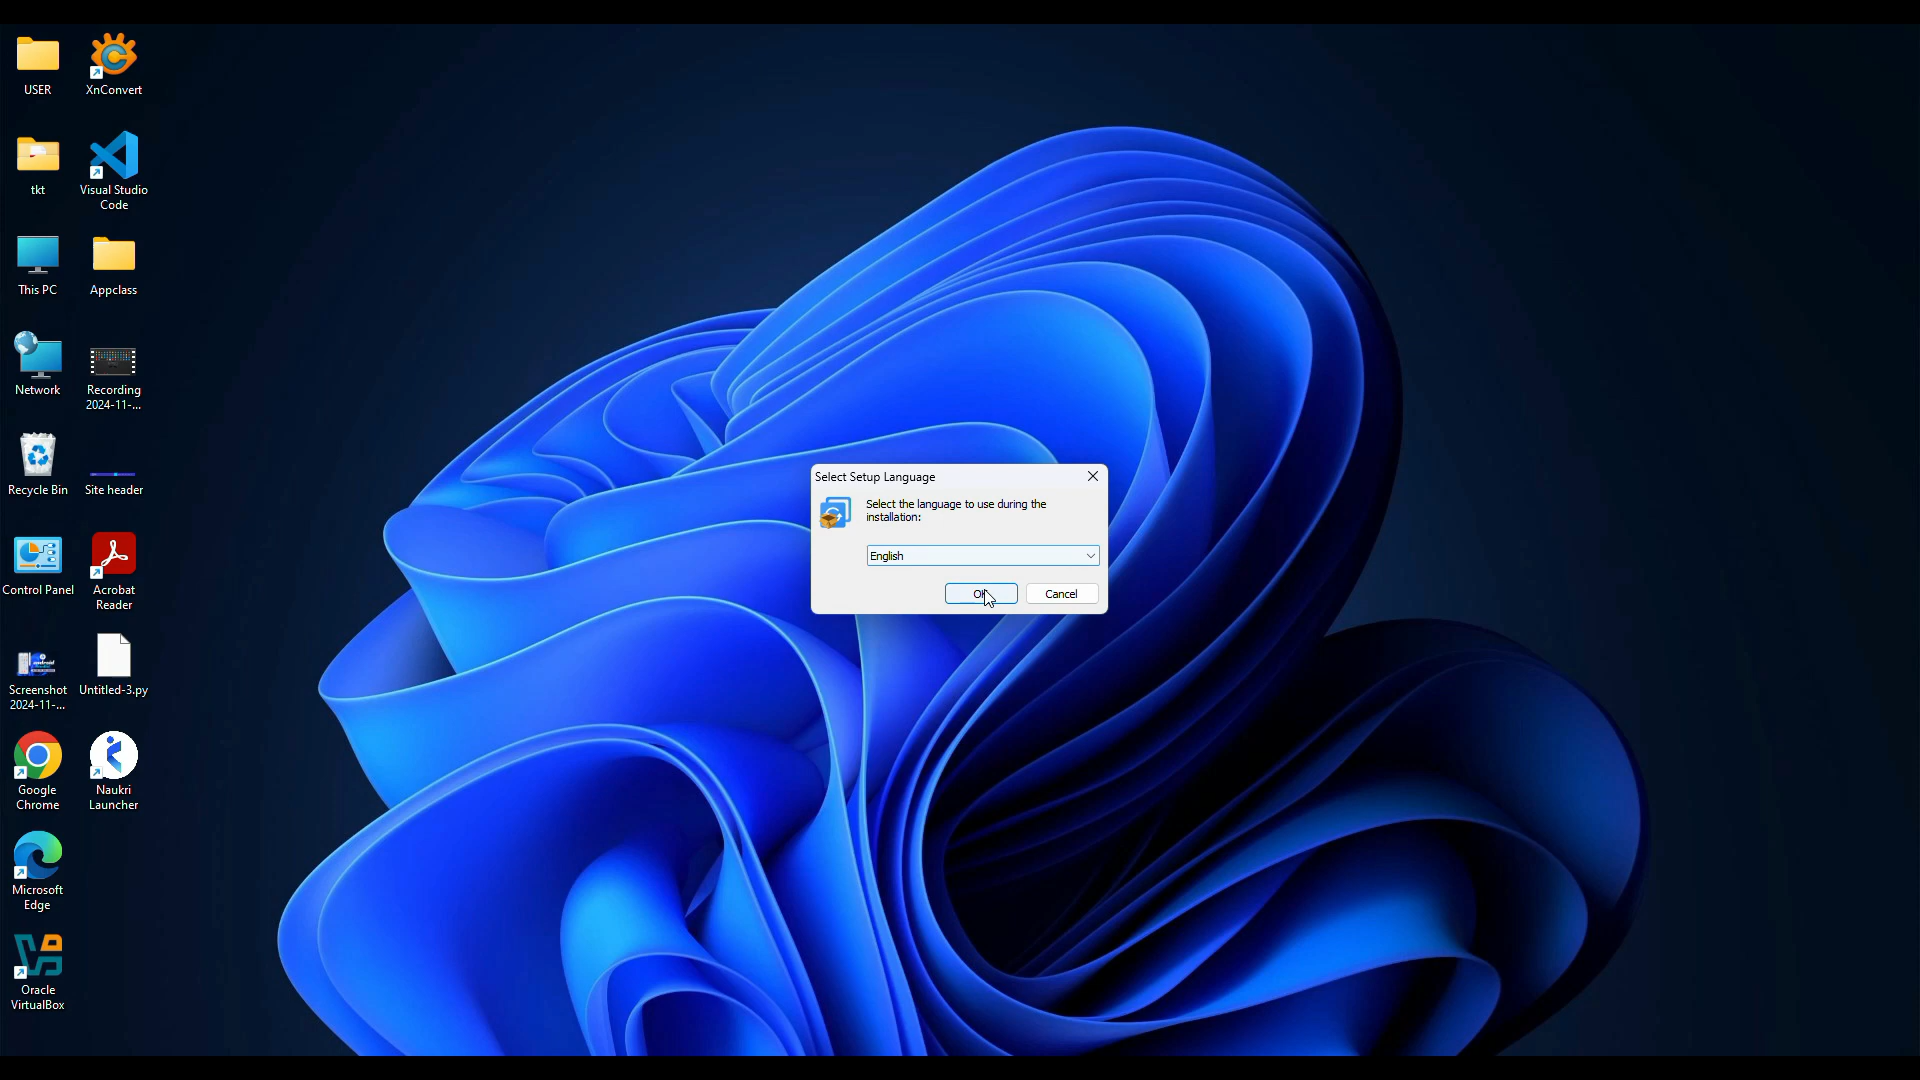 USER
XnConvert
tkt
Visual Studio
Code
This PC
Appclass
Network
Recording
2024-11-...
Recycle Bin
Site header
Control Panel
Acrobat
Reader
Screenshot
2024-11-...
Untitled-3.py
Google
Chrome
Naukri
Launcher
Microsoft
Edge
Oracle
VirtualBox
Select Setup Language
Select the language to use during the
installation:
English
OK
Cancel